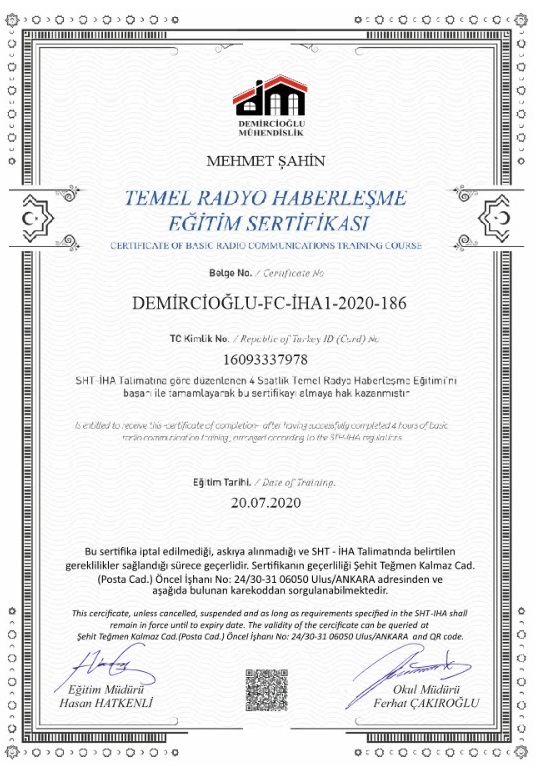 DEMİRCİOĞLU
MÜHENDİSLİK
MEHMET ŞAHİN
TEMEL RADYO HABERLEŞME
EĞİTİM SERTİFİKASI
CERTIFICATE OF BASIC RADIO COMMUNICATIONS TRAINING COURSE
Belge No. / Certificate No
DEMİRCİOĞLU-FC-İHA1-2020-186
TC Kimlik No. / Republic of Turkey ID (Card) No
16093337978
SHT-İHA Talimatına göre düzenlenen 4 Saatlik Temel Radyo Haberleşme Eğitimi'ni
başarı ile tamamlayarak bu sertifikayı almaya hak kazanmıştır
Is entitled to receive this -certificate of completion- after having successfully completed 4 hours of basic
radio communication training, arranged according to the STH-İHA regulations
Eğitim Tarihi. / Date of Training.
20.07.2020
Bu sertifika iptal edilmediği, askıya alınmadığı ve SHT - İHA Talimatında belirtilen
gereklilikler sağlandığı sürece geçerlidir. Sertifikanın geçerliliği Şehit Teğmen Kalmaz Cad.
(Posta Cad.) Öncel İşhanı No: 24/30-31 06050 Ulus/ANKARA adresinden ve
aşağıda bulunan karekoddan sorgulanabilmektedir.
This cercificate, unless cancelled, suspended and as long as requirements specified in the SHT-IHA shall
remain in force until to expiry date. The validity of the cercificate can be queried at
Şehit Teğmen Kalmaz Cad.(Posta Cad.) Öncel İşhanı No: 24/30-31 06050 Ulus/ANKARA and QR code.
Eğitim Müdürü
Hasan HATKENLİ
Okul Müdürü
Ferhat ÇAKIROĞLU